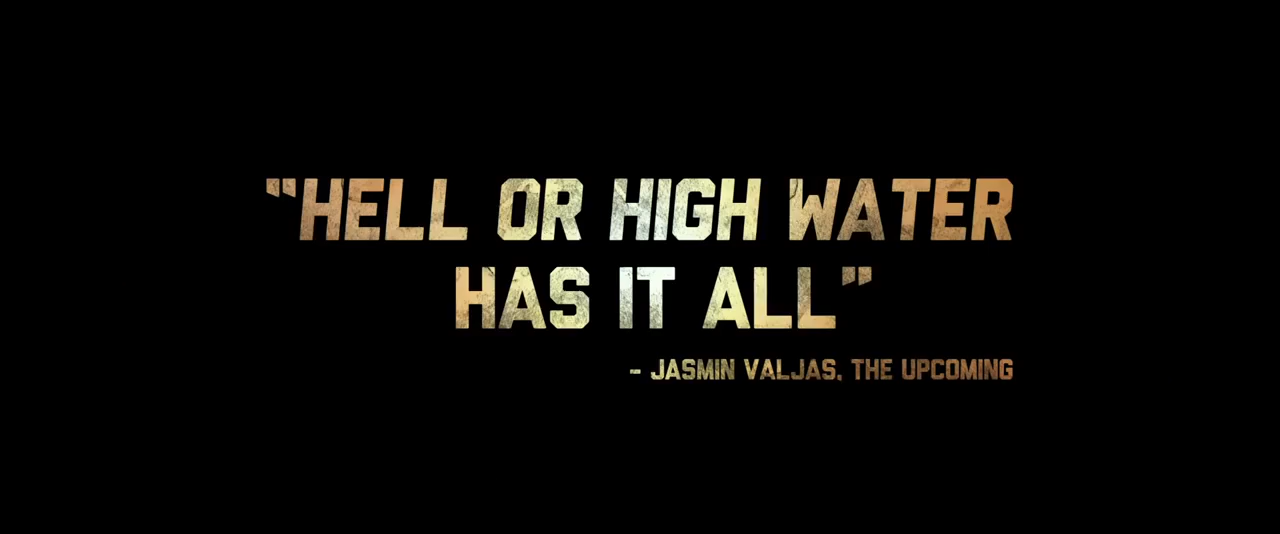 "HELL OR HIGH WATER
HAS IT ALL"
- JASMIN VALJAS, THE UPCOMING